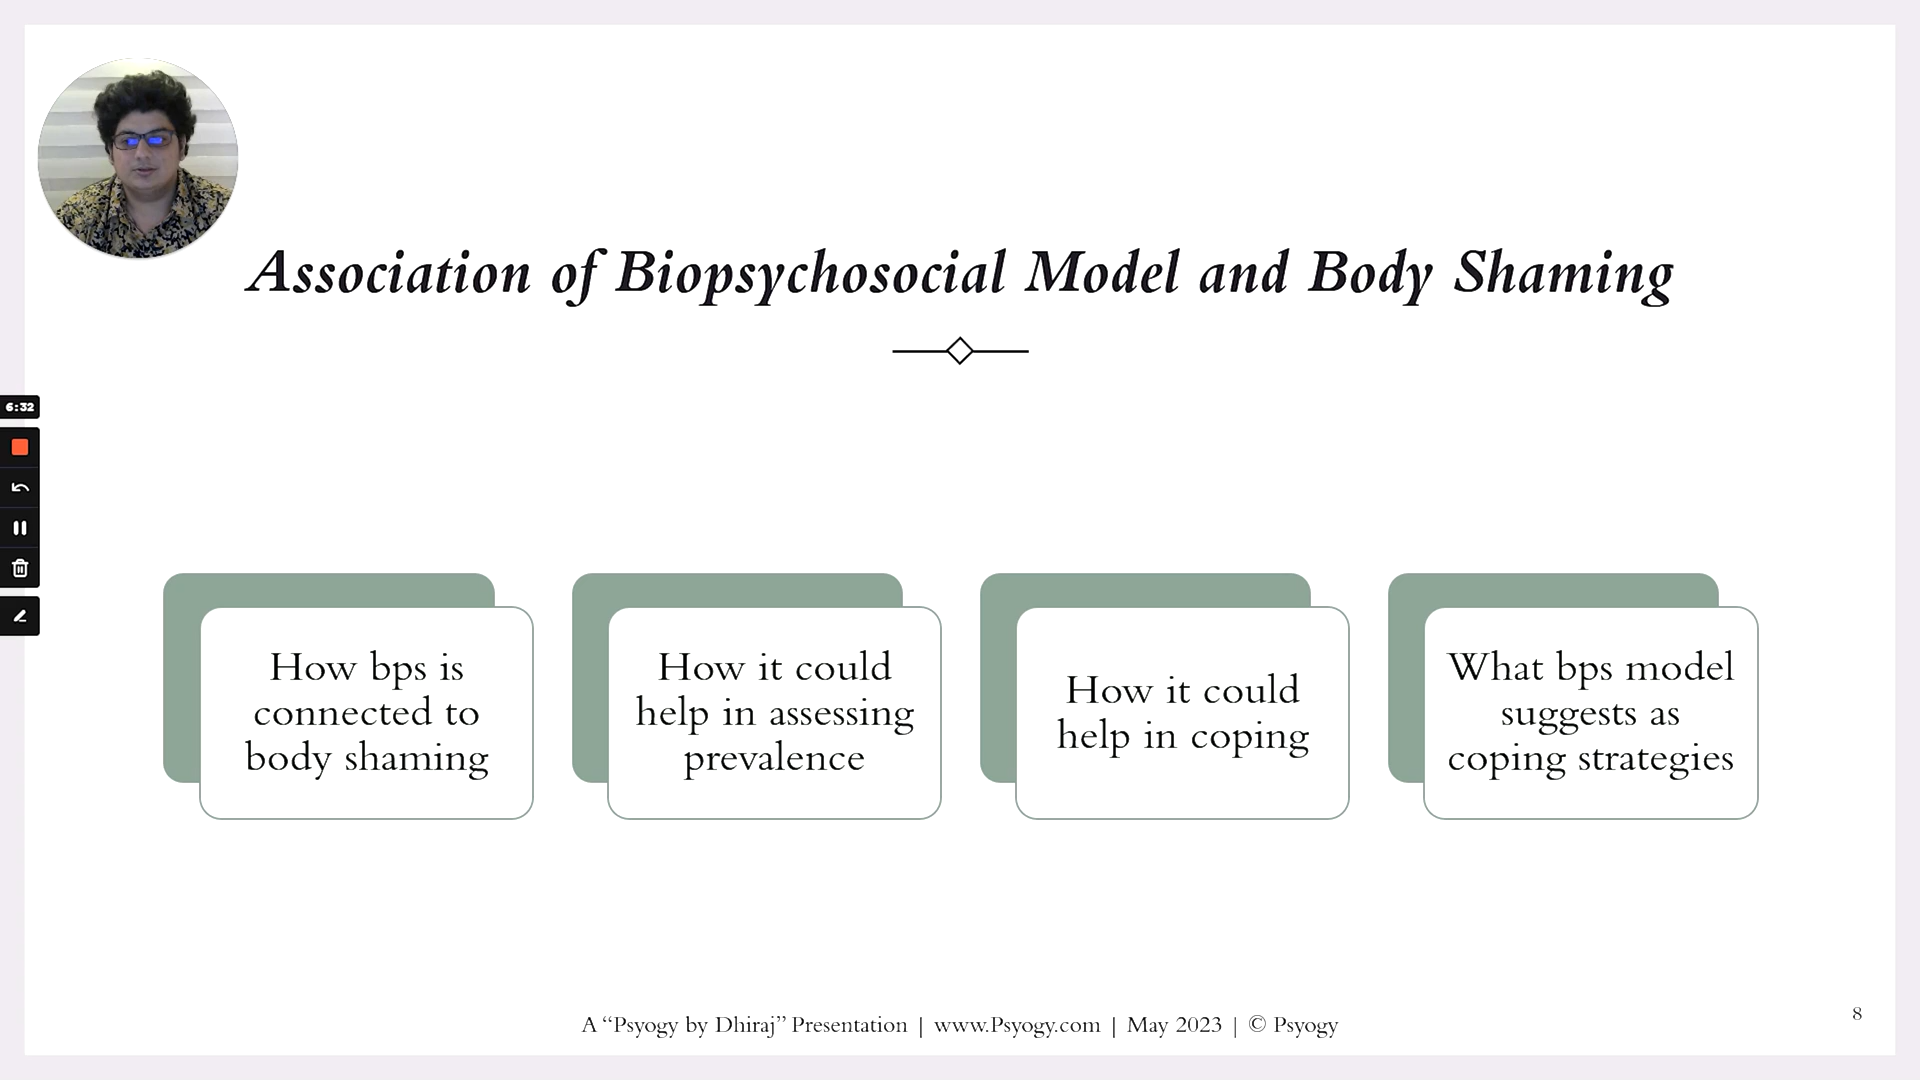 Association of Biopsychosocial Model and Body Shaming
6:32
How bps is
connected to
body shaming
How it could
help in assessing
prevalence
How it could
help in coping
What bps model
suggests as
coping strategies
A “Psyogy by Dhiraj” Presentation | www.Psyogy.com | May 2023 | © Psyogy
8